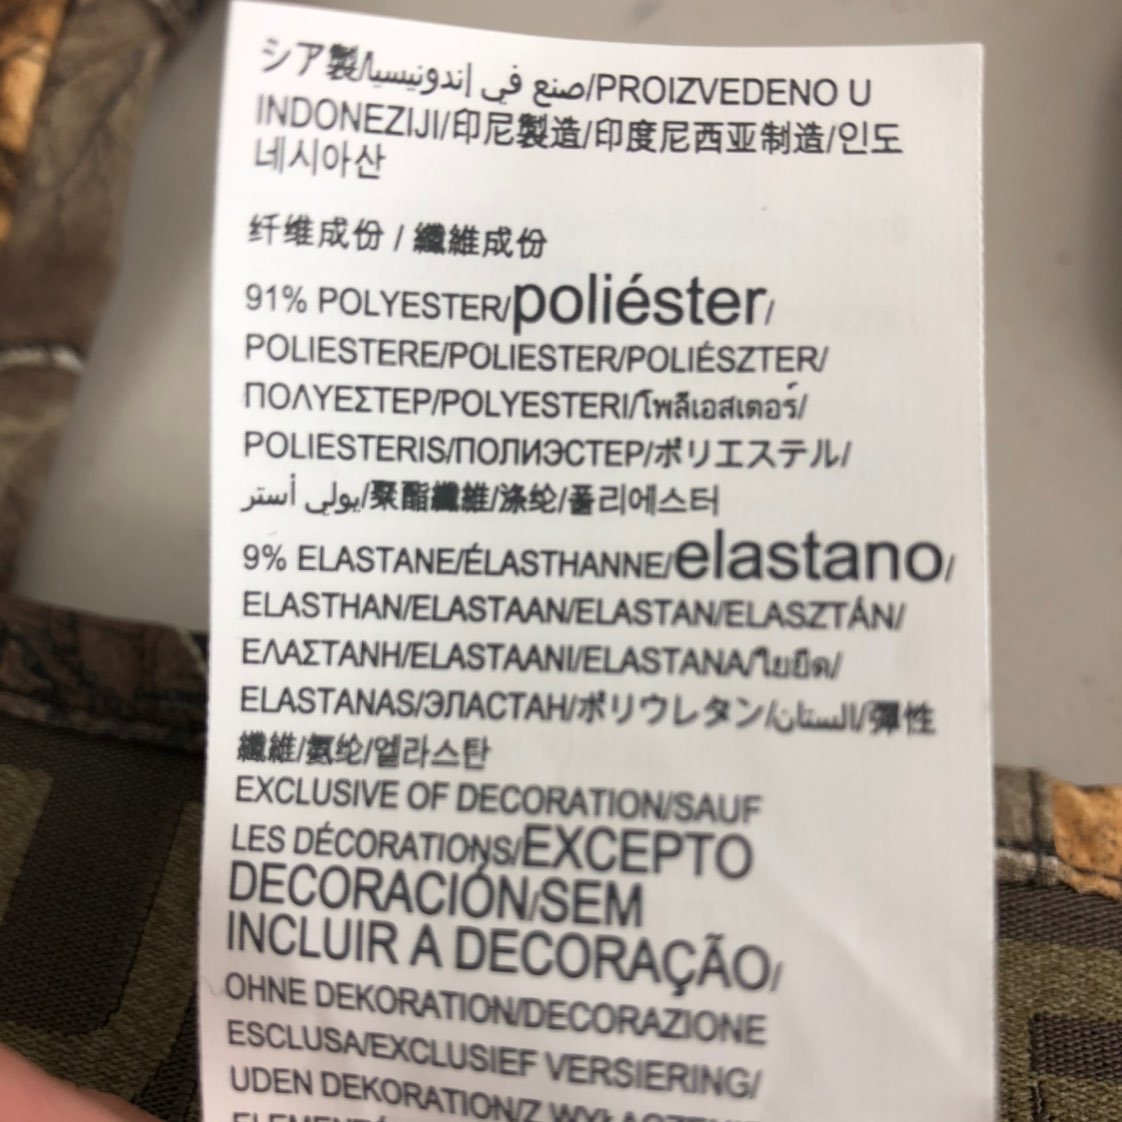 シア製/صنع في إندونيسيا/PROIZVEDENO U
INDONEZIJI/印尼製造/印度尼西亚制造/인도
네시아산
纤维成份 / 纖維成份
91% POLYESTER/poliéster/
POLIESTERE/POLIESTER/POLIÉSZTER/
ΠΟΛΥΕΣΤΕΡ/POLYESTERI/โพลีเอสเตอร์/
POLIESTERIS/ПОЛИЭСТЕР/ポリエステル/
بولي أستر/聚酯纖維/涤纶/폴리에스터
9% ELASTANE/ÉLASTHANNE/elastano/
ELASTHAN/ELASTAAN/ELASTAN/ELASZTÁN/
ΕΛΑΣΤΑΝΗ/ELASTAANI/ELASTANA/ใยยืด/
ELASTANAS/ЭЛАСТАН/ポリウレタン/الستان/彈性
纖維/氨纶/엘라스탄
EXCLUSIVE OF DECORATION/SAUF
LES DÉCORATIONS/EXCEPTO
DECORACIÓN/SEM
INCLUIR A DECORAÇÃO/
OHNE DEKORATION/DECORAZIONE
ESCLUSA/EXCLUSIEF VERSIERING/
UDEN DEKORATION/Z